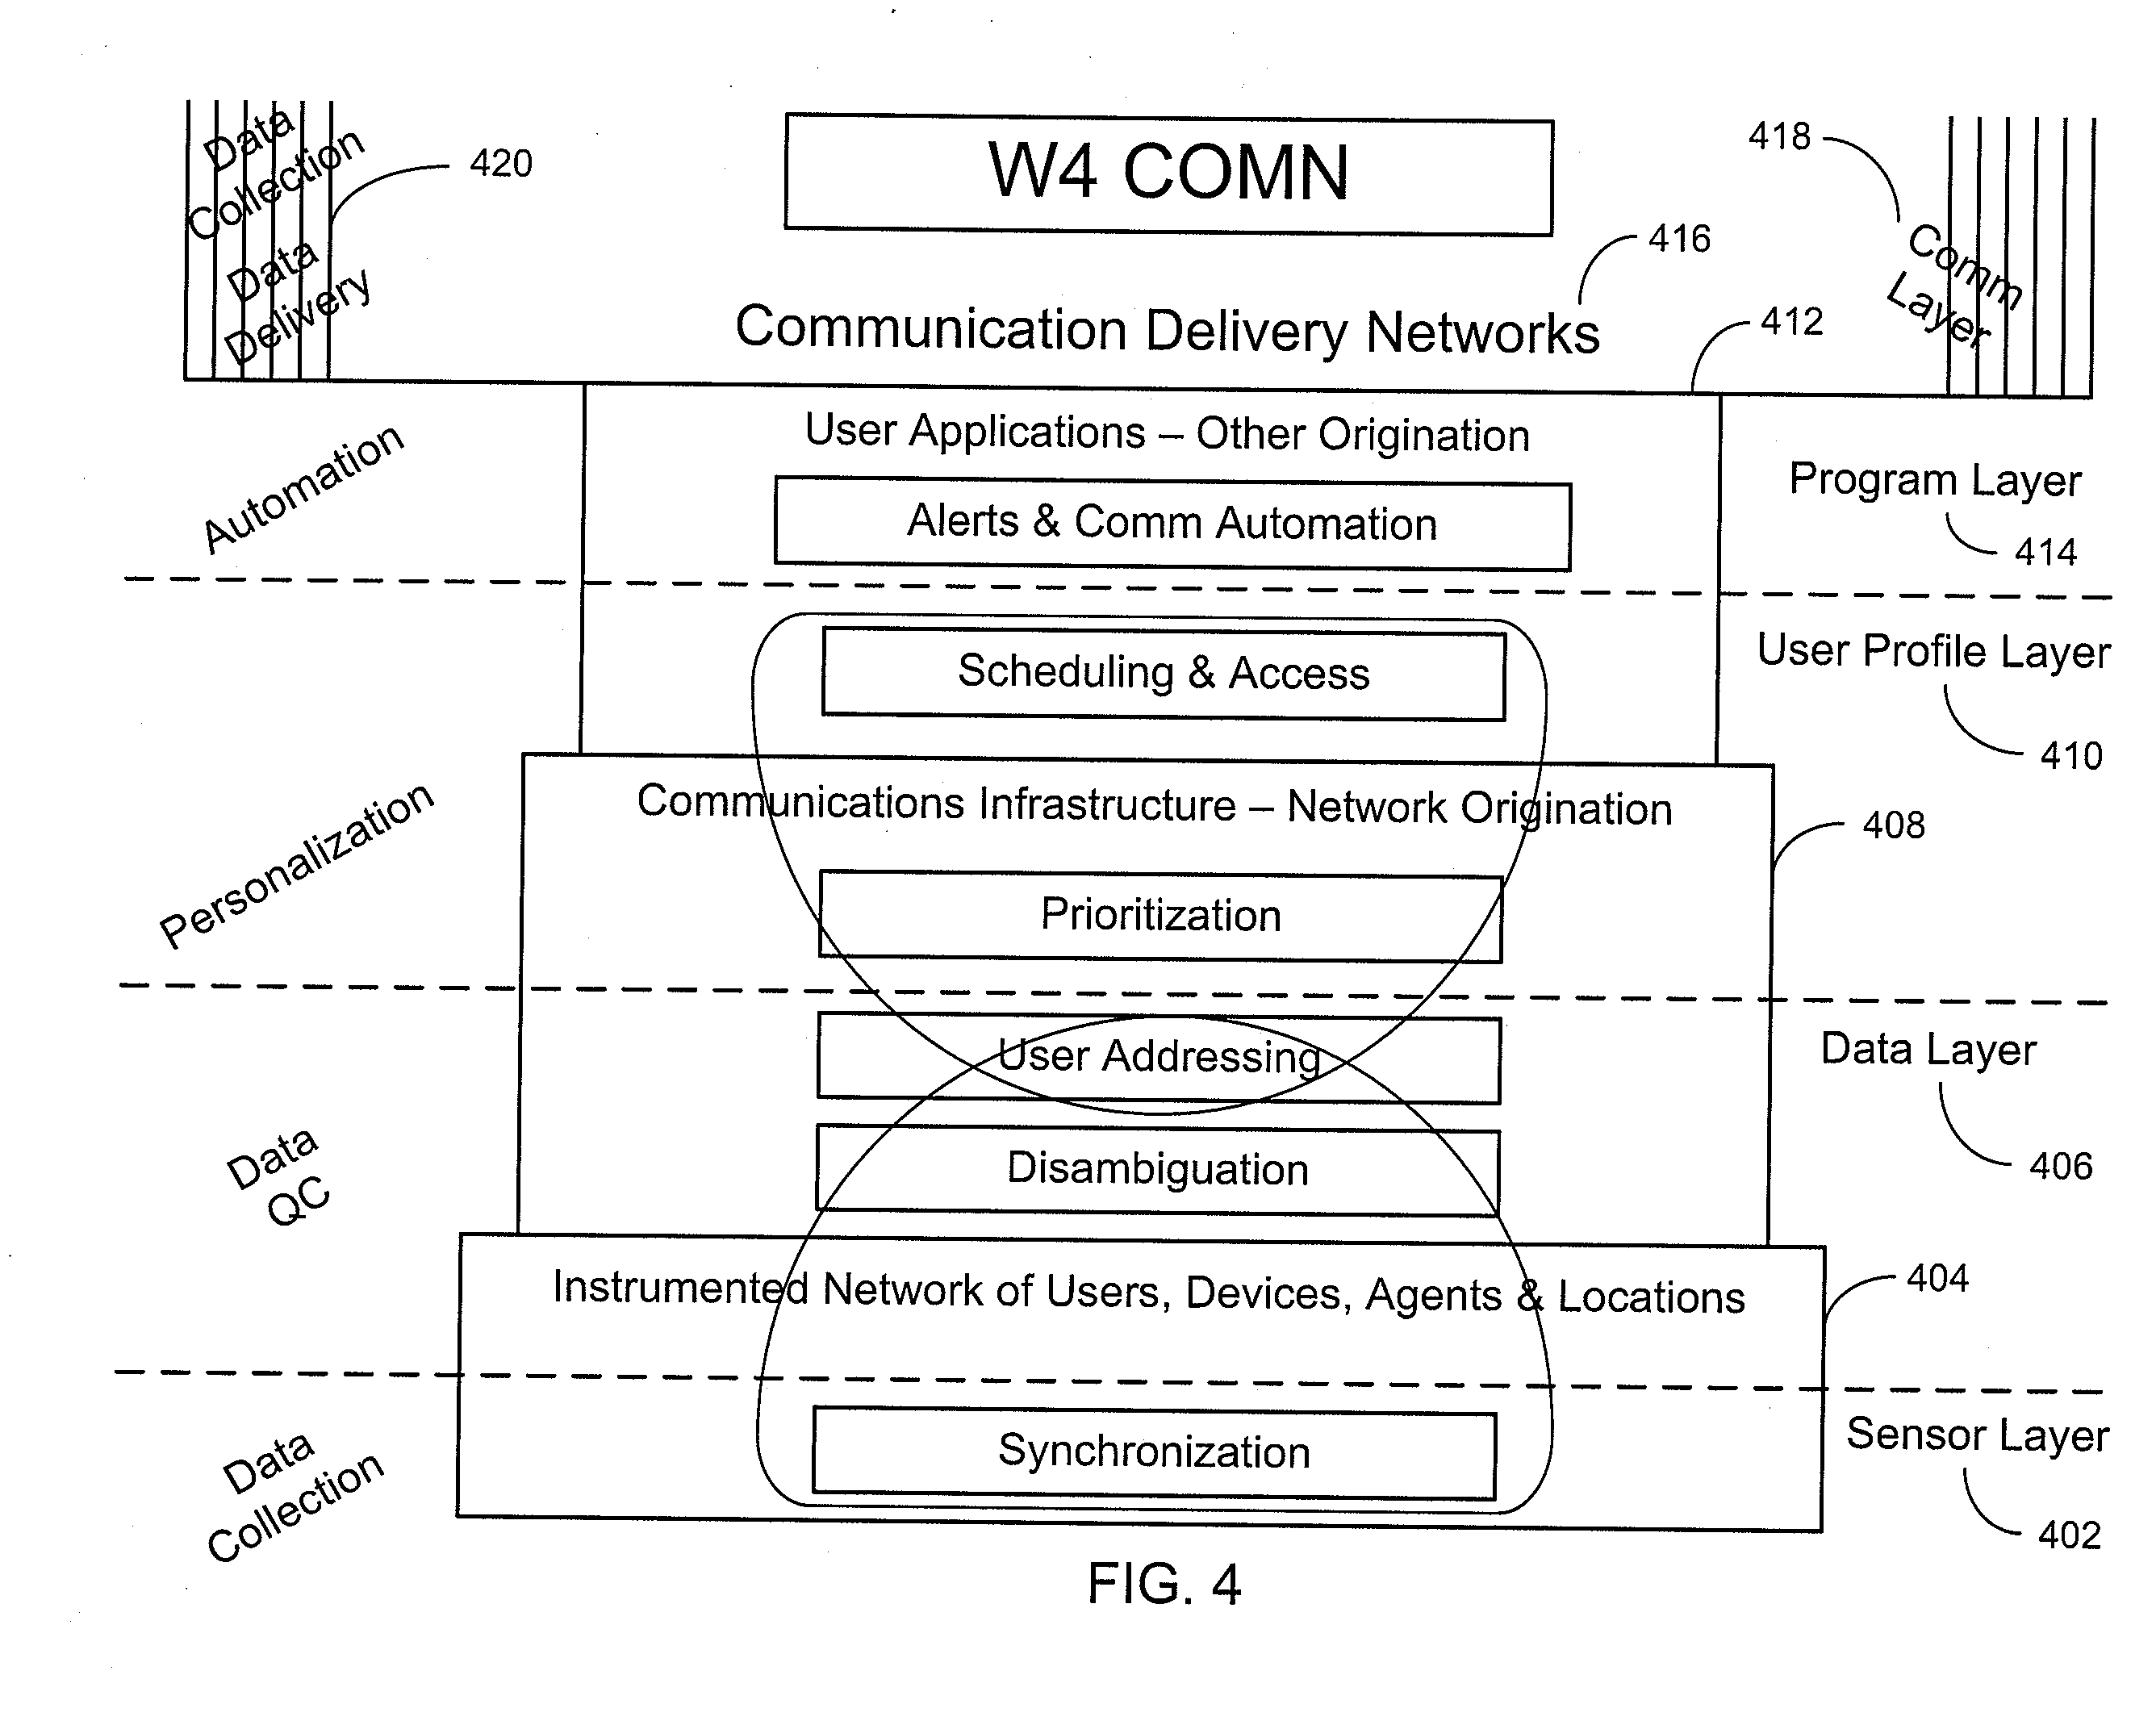 Data
Collection
Data
Delivery
420
W4 COMN
418
416
Comm
Layer
Communication Delivery Networks
412
User Applications – Other Origination
Automation
Alerts & Comm Automation
Program Layer
414
Scheduling & Access
User Profile Layer
410
Communications Infrastructure – Network Origination
408
Personalization
Prioritization
User Addressing
Data Layer
406
Data
QC
Disambiguation
Instrumented Network of Users, Devices, Agents & Locations
404
Data
Collection
Synchronization
Sensor Layer
402
FIG. 4